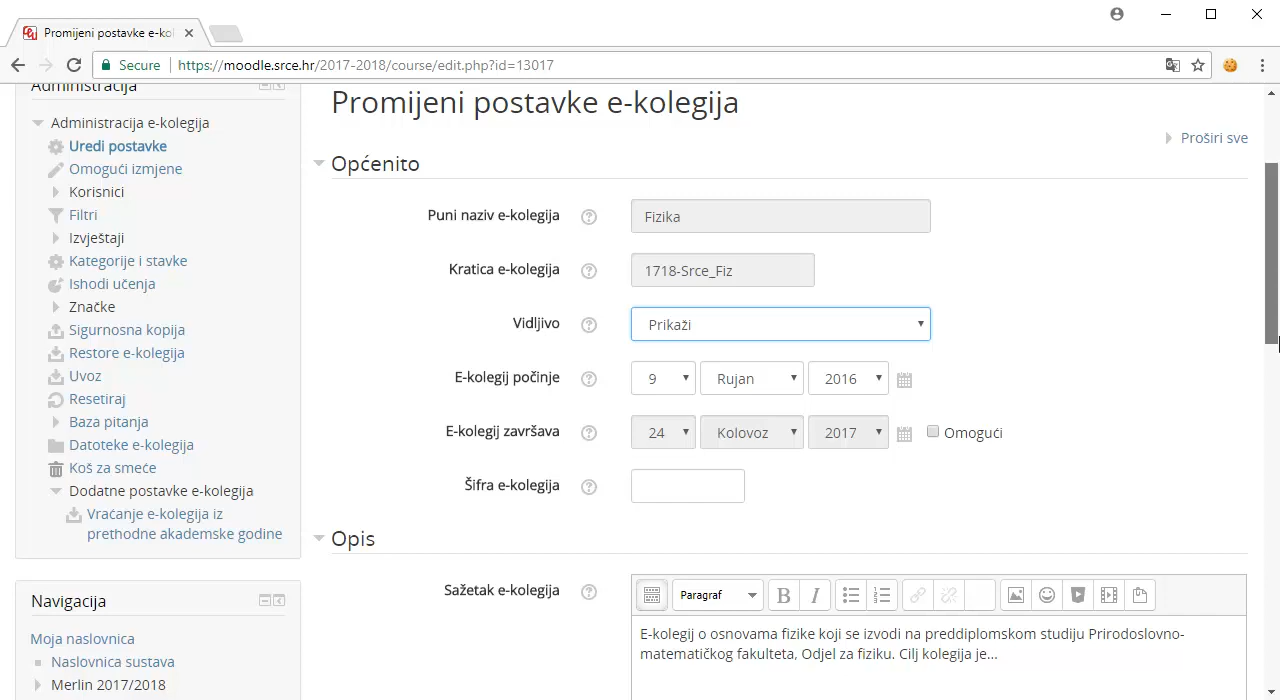 Promijeni postavke e-kol
Secure
https://moodle.srce.hr/2017-2018/course/edit.php?id=13017
Administracija
Administracija e-kolegija
Uredi postavke
Omogući izmjene
Korisnici
Filtri
Izvještaji
Kategorije i stavke
Ishodi učenja
Značke
Sigurnosna kopija
Restore e-kolegija
Uvoz
Resetiraj
Baza pitanja
Datoteke e-kolegija
Koš za smeće
Dodatne postavke e-kolegija
Vraćanje e-kolegija iz
prethodne akademske godine
Navigacija
Moja naslovnica
Naslovnica sustava
Merlin 2017/2018
Promijeni postavke e-kolegija
Proširi sve
Općenito
Puni naziv e-kolegija
Fizika
Kratica e-kolegija
1718-Srce_Fiz
Vidljivo
Prikaži
E-kolegij počinje
9 Rujan 2016
E-kolegij završava
24 Kolovoz 2017 Omogući
Šifra e-kolegija
Opis
Sažetak e-kolegija
Paragraf B I
E-kolegij o osnovama fizike koji se izvodi na preddiplomskom studiju Prirodoslovno-
matematičkog fakulteta, Odjel za fiziku. Cilj kolegija je...